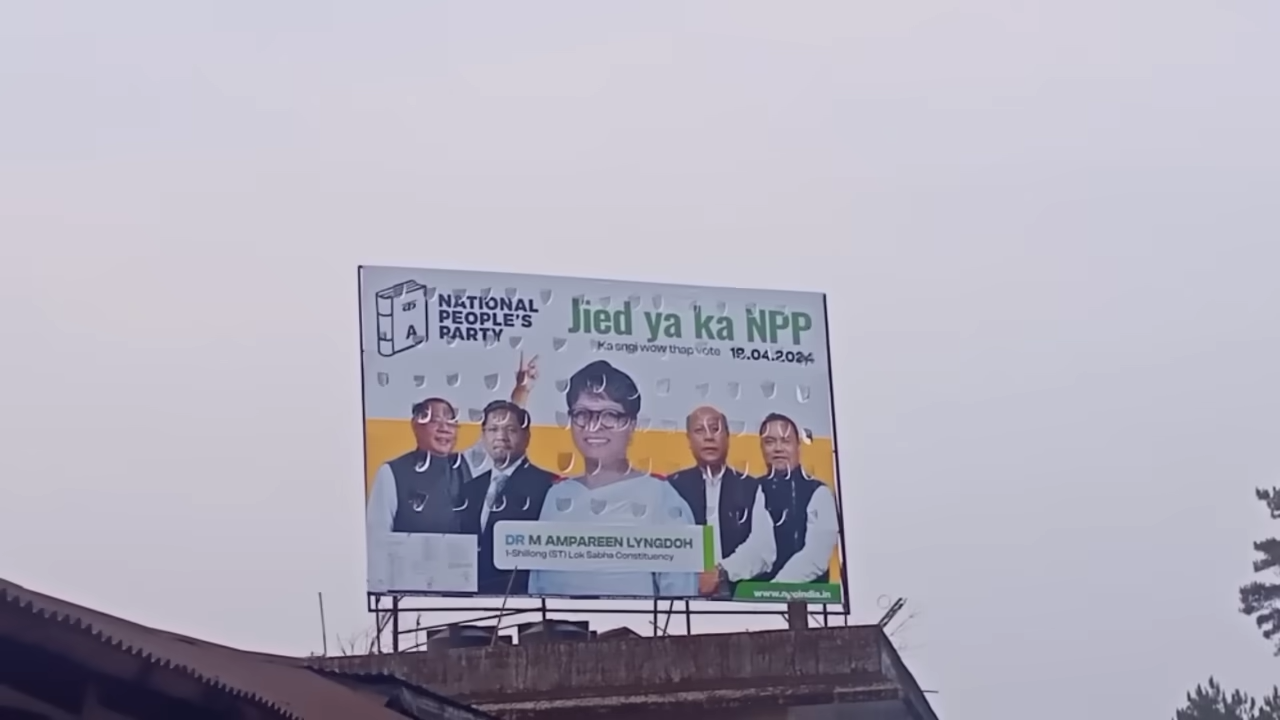 क
A
NATIONAL
PEOPLE'S
PARTY
Jied ya ka NPP
Ka sngi wow thap vote 19.04.2024
DR M AMPAREEN LYNGDOH
1-Shillong (ST) Lok Sabha Constituency
www.nppindia.in